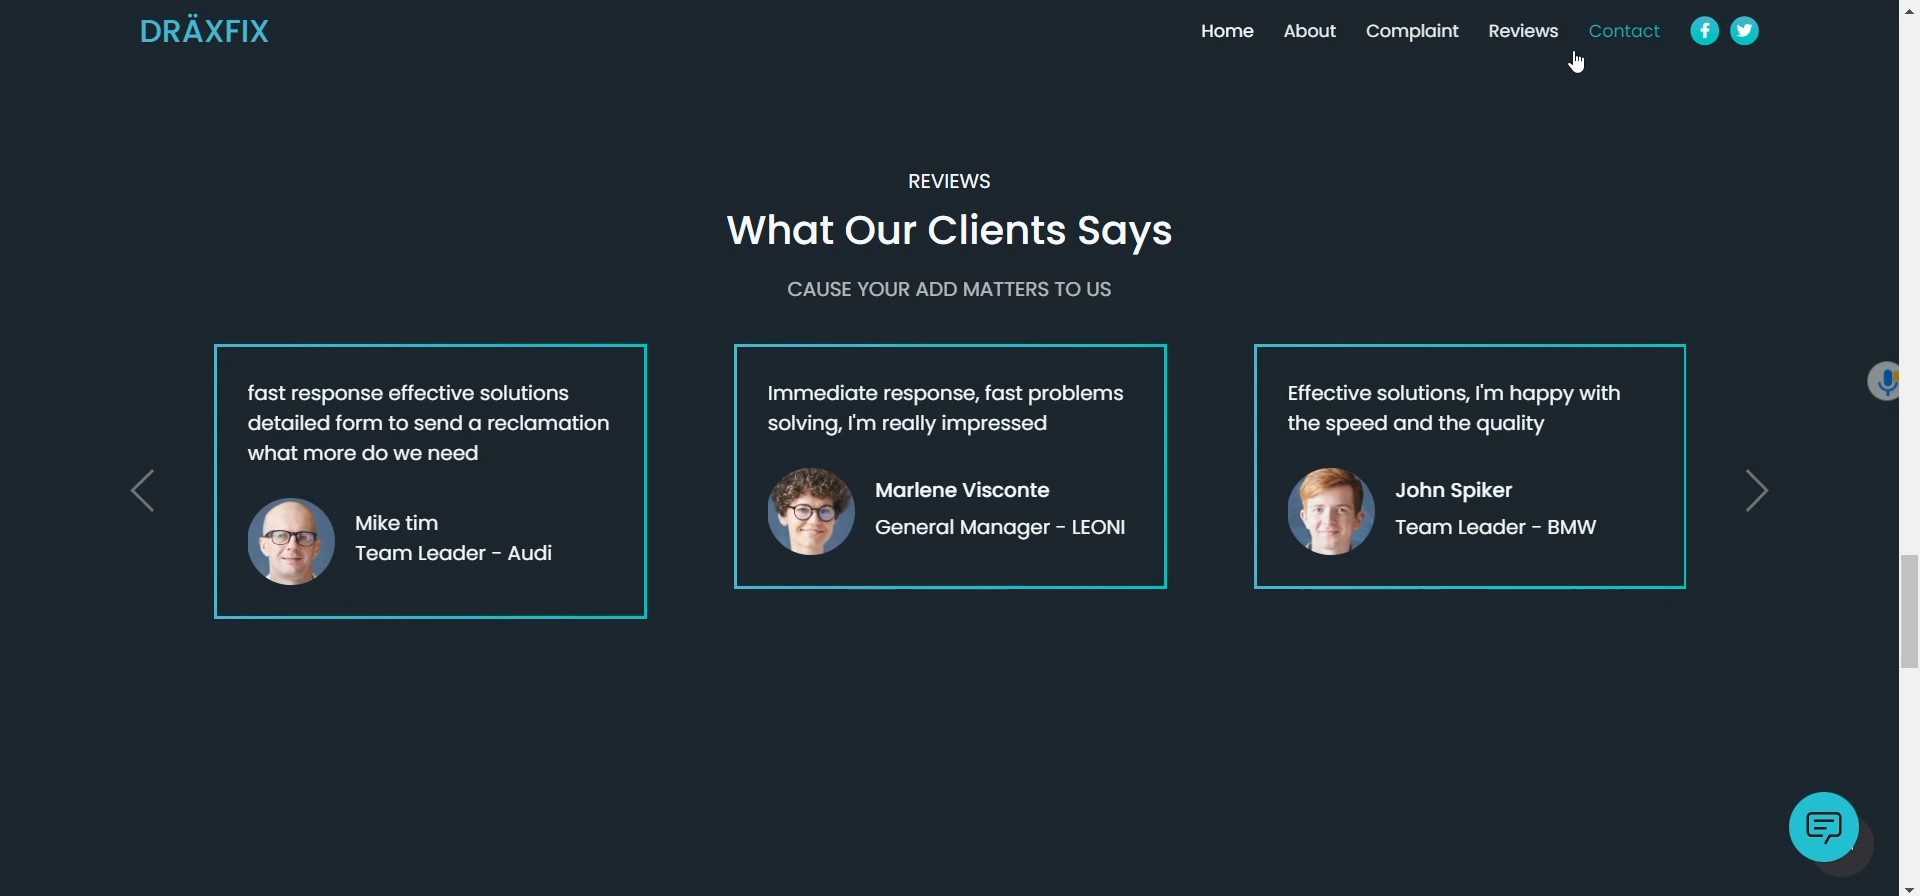 DRÄXFIX
Home About Complaint Reviews Contact
REVIEWS
What Our Clients Says
CAUSE YOUR ADD MATTERS TO US
fast response effective solutions
detailed form to send a reclamation
what more do we need
Mike tim
Team Leader - Audi
Immediate response, fast problems
solving, I'm really impressed
Marlene Visconte
General Manager - LEONI
Effective solutions, I'm happy with
the speed and the quality
John Spiker
Team Leader - BMW